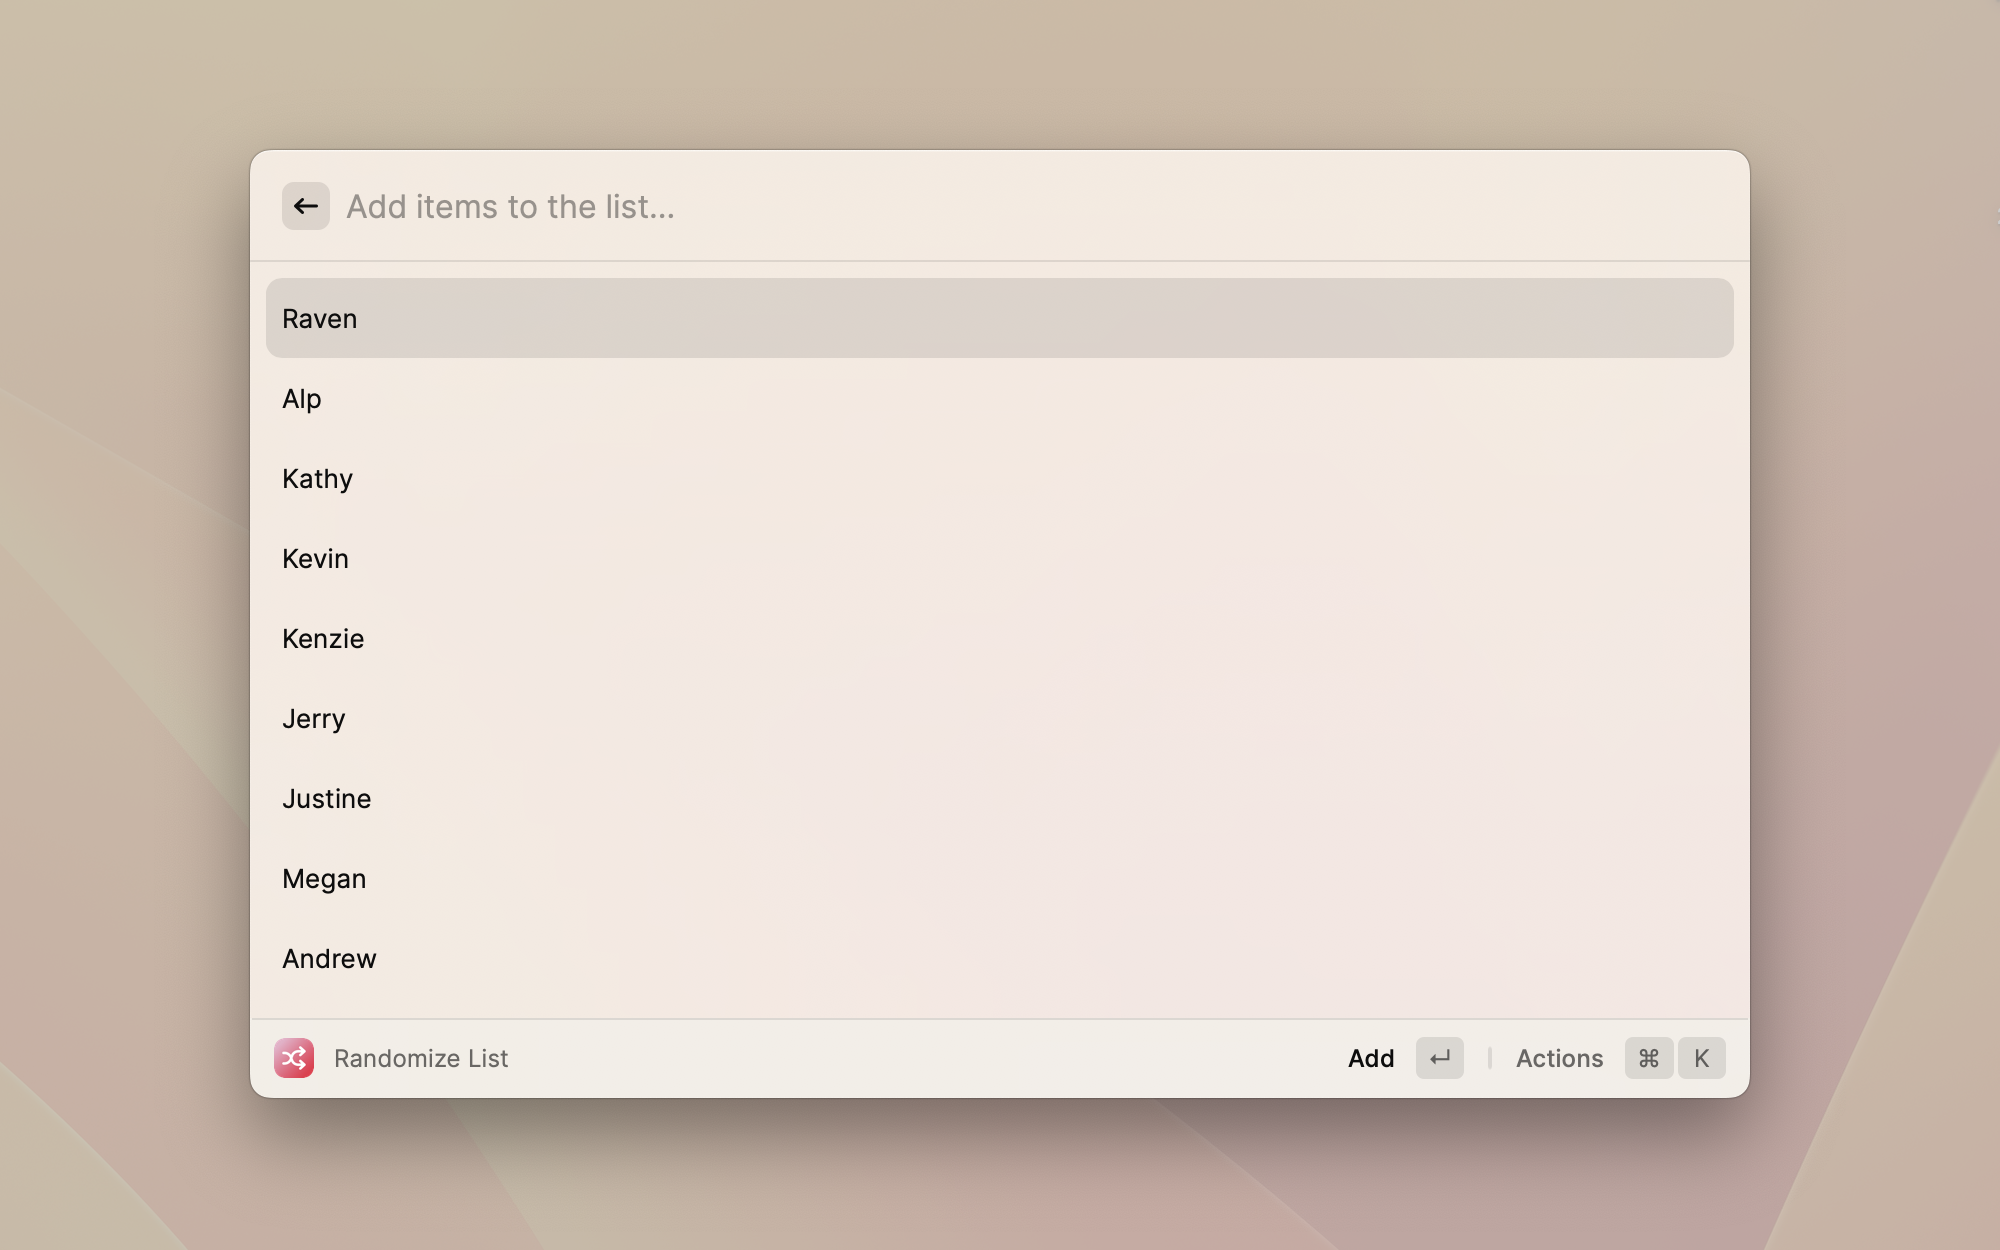 Add items to the list...
Raven
Alp
Kathy
Kevin
Kenzie
Jerry
Justine
Megan
Andrew
Randomize List Add ↵ Actions ⌘ K